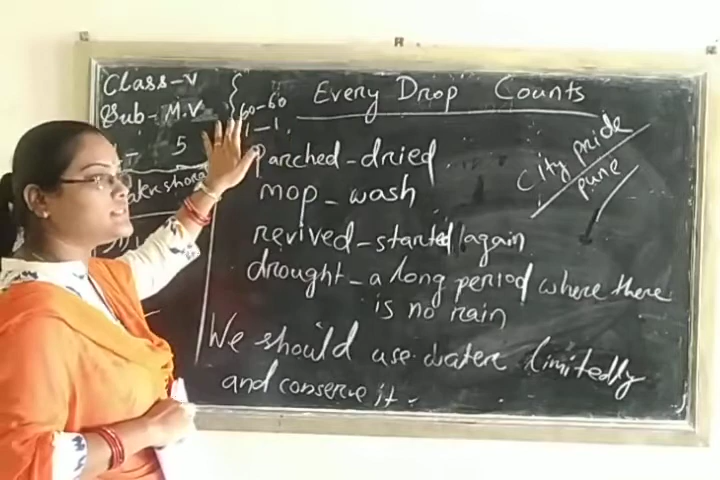 Class-V
Sub- M.V
5
60-60
1-1
Every Drop Counts
Parched - dried
mop - wash
revived - started again
drought - a long period where there
is no rain
We should use water limitedly
and conserve it.
City pride
pune